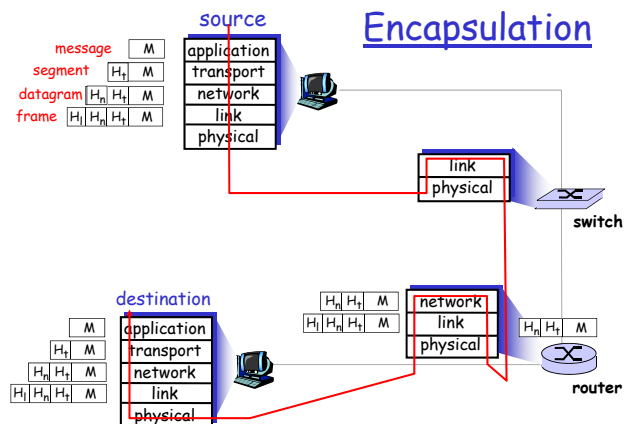 Encapsulation
source
message M
segment Ht M
datagram Hn Ht M
frame Hl Hn Ht M
application
transport
network
link
physical
link
physical
switch
destination
M
Ht M
Hn Ht M
Hl Hn Ht M
application
transport
network
link
physical
Hn Ht M
Hl Hn Ht M
network
link
physical
Hn Ht M
router